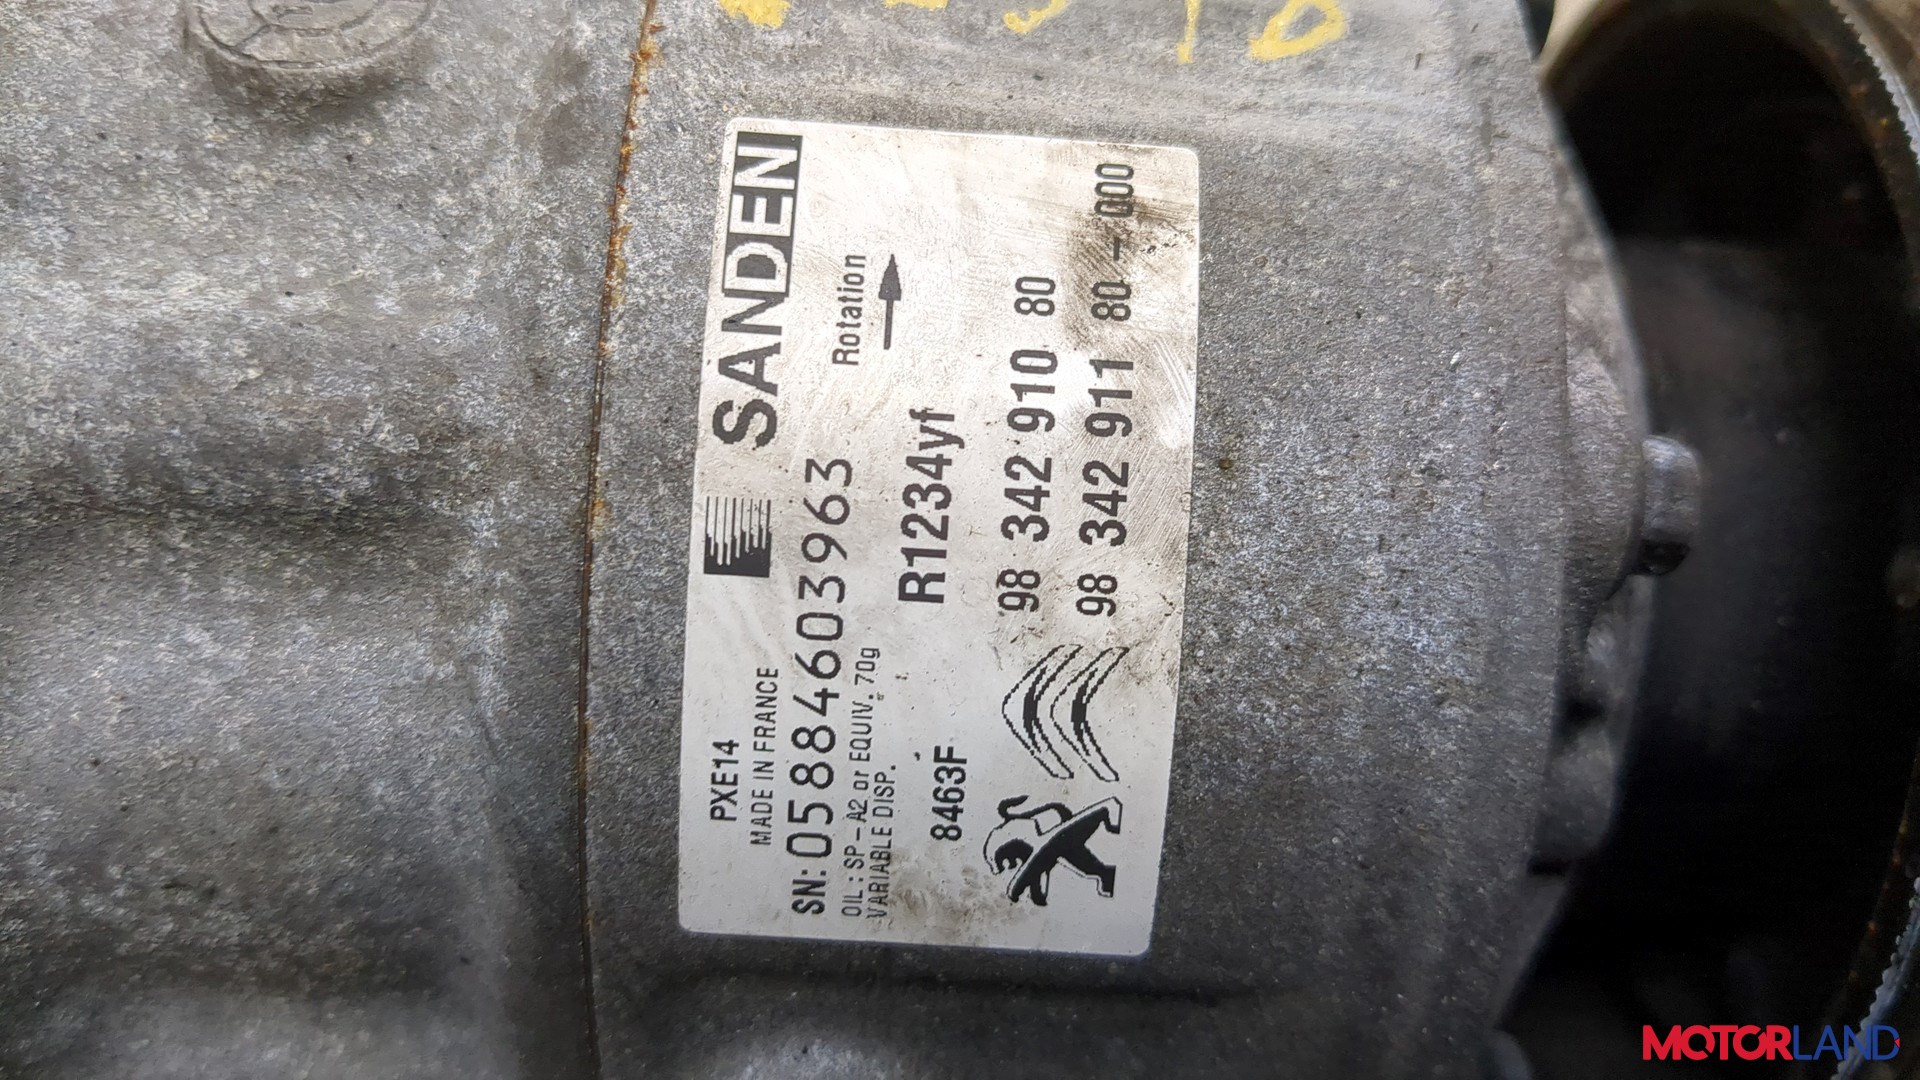 PXE14
SANDEN
MADE IN FRANCE
SN: 05884603963
Rotation
OIL : SP - A2 or EQUIV. 70g
VARIABLE DISP.
8463F
R1234yf
98 342 910 80
98 342 911 80 - 000
MOTORLAND